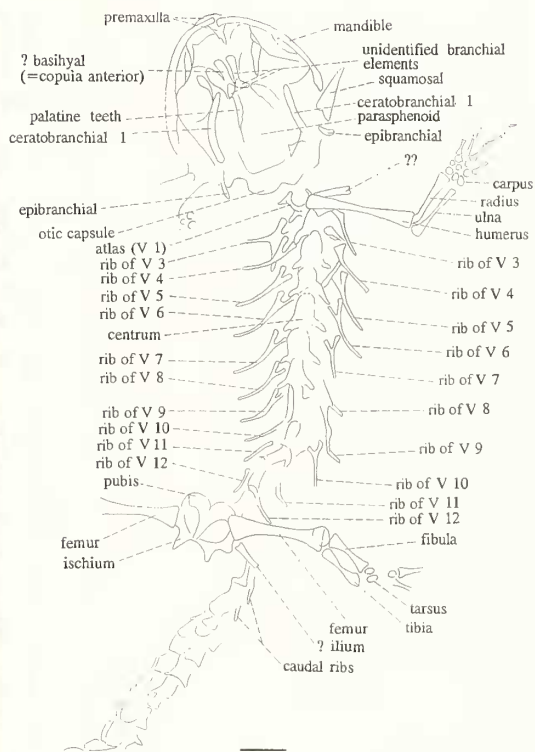 premaxilla
mandible
? basihyal
(=copula anterior)
unidentified branchial
elements
squamosal
palatine teeth
ceratobranchial 1
ceratobranchial 1
parasphenoid
epibranchial
??
carpus
radius
ulna
humerus
epibranchial
otic capsule
atlas (V 1)
rib of V 3
rib of V 4
rib of V 5
rib of V 6
centrum
rib of V 7
rib of V 8
rib of V 9
rib of V 10
rib of V 11
rib of V 12
pubis
femur
ischium
rib of V 3
rib of V 4
rib of V 5
rib of V 6
rib of V 7
rib of V 8
rib of V 9
rib of V 10
rib of V 11
rib of V 12
fibula
tarsus
tibia
femur
? ilium
caudal ribs